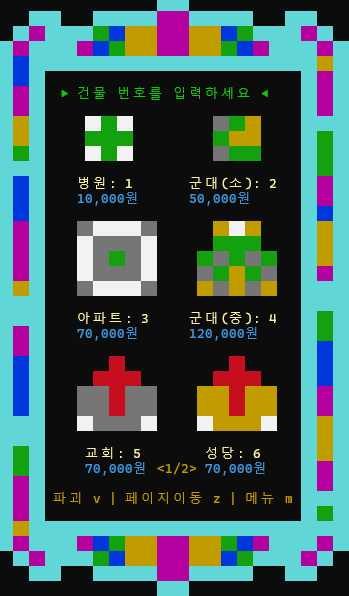 ▶ 건물 번호를 입력하세요 ◀
병원: 1 군대(소): 2
10,000원 50,000원
아파트: 3 군대(중): 4
70,000원 120,000원
교회: 5 성당: 6
70,000원 <1/2> 70,000원
파괴 v | 페이지이동 z | 메뉴 m